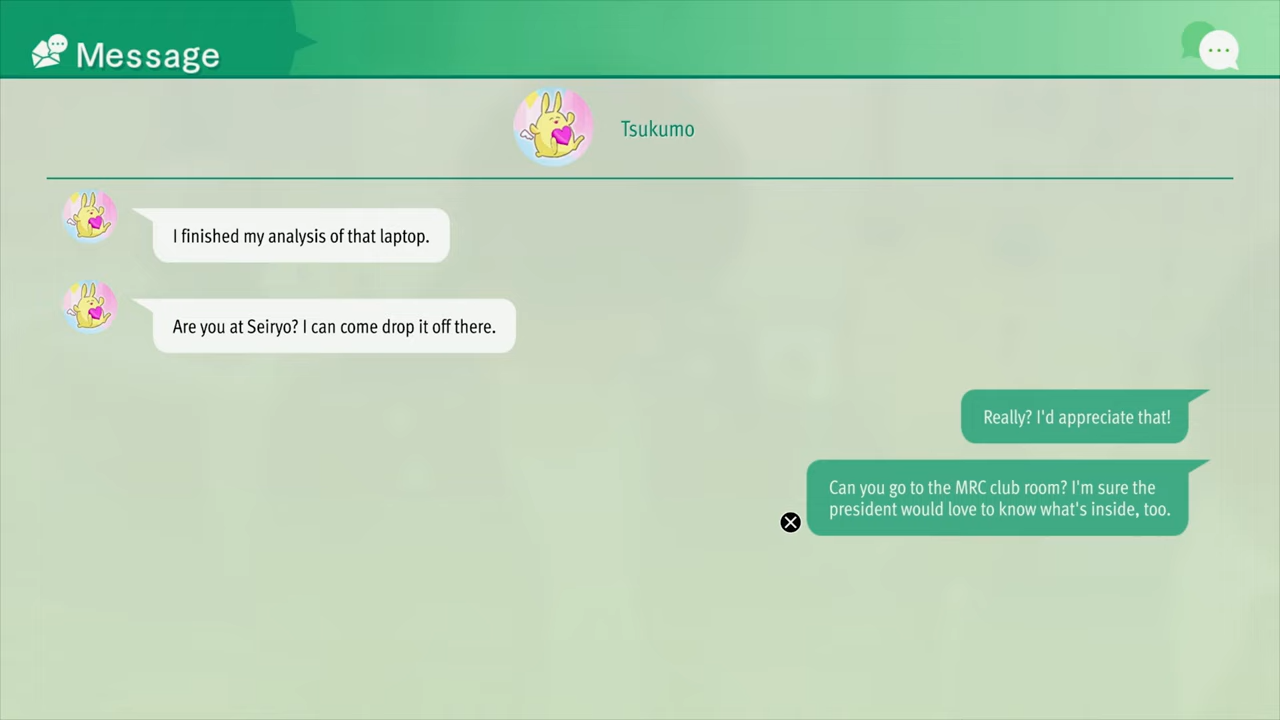 Message
Tsukumo
I finished my analysis of that laptop.
Are you at Seiryo? I can come drop it off there.
Really? I'd appreciate that!
Can you go to the MRC club room? I'm sure the
president would love to know what's inside, too.